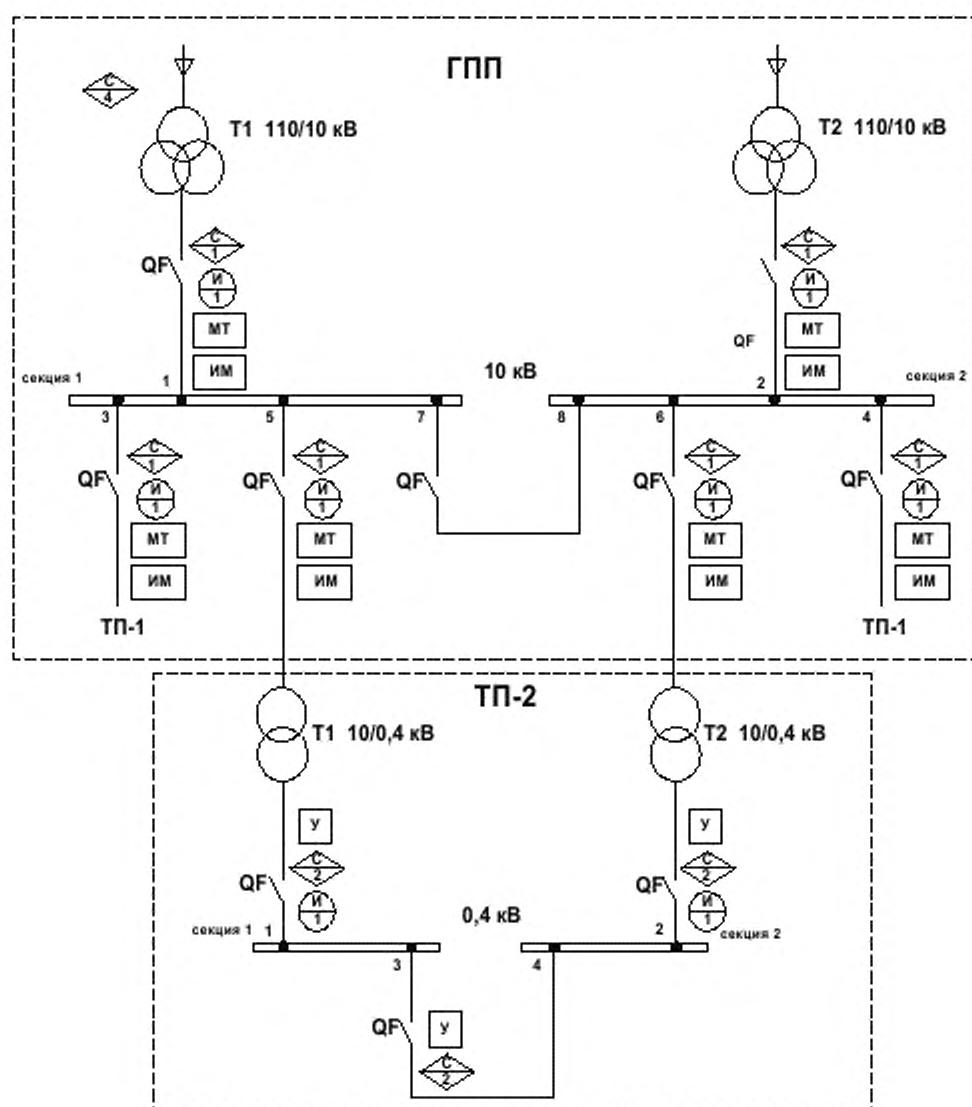 ГПП
С
4
Т1 110/10 кВ
Т2 110/10 кВ
С
1
QF
И
1
МТ
ИМ
С
1
И
1
QF
МТ
ИМ
секция 1
1
10 кВ
2
секция 2
3
5
7
8
6
4
QF
С
1
И
1
МТ
ИМ
QF
С
1
И
1
МТ
ИМ
QF
QF
С
1
И
1
МТ
ИМ
QF
С
1
И
1
МТ
ИМ
ТП-1
ТП-1
ТП-2
Т1 10/0,4 кВ
Т2 10/0,4 кВ
У
С
2
QF
И
1
У
С
2
QF
И
1
секция 1
1
0,4 кВ
2
секция 2
3
4
QF
У
С
2